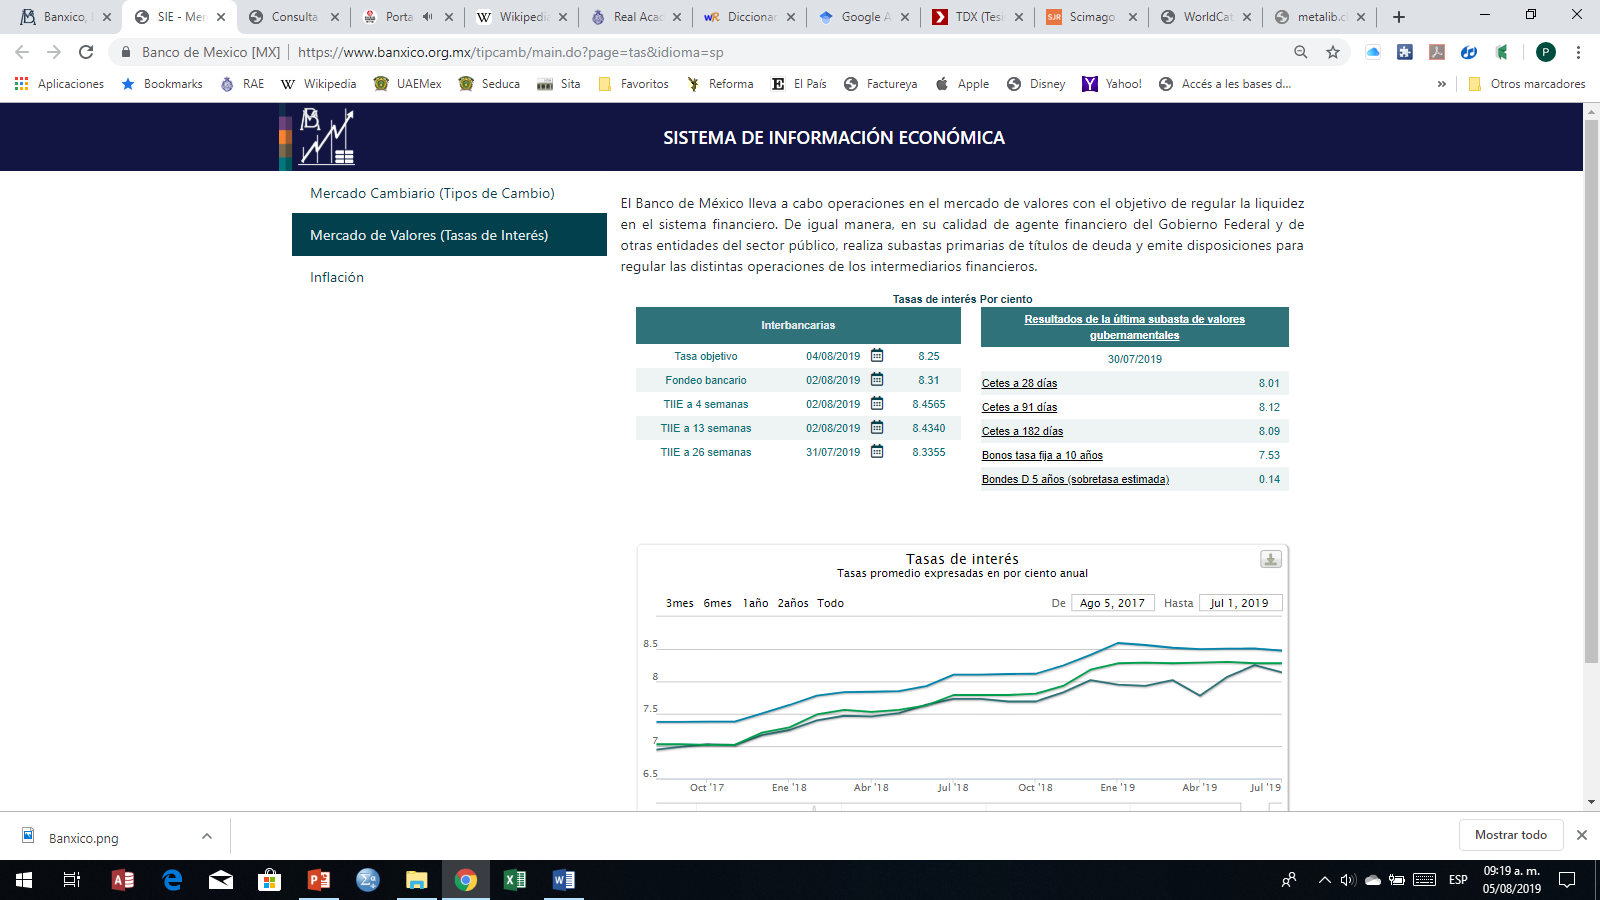 Banxico,
SIE - Mer
Consulta
Porta
Wikipedia
Real Aca
Diccionar
Google A
TDX (Tesi
Scimago
WorldCat
metalib.cl
Banco de Mexico [MX] | https://www.banxico.org.mx/tipcamb/main.do?page=tas&idioma=sp
P
Aplicaciones Bookmarks RAE Wikipedia UAEMex Seduca Sita Favoritos Reforma El País Factureya Apple Disney Yahoo! Accés a les bases d... » Otros marcadores
SISTEMA DE INFORMACIÓN ECONÓMICA
Mercado Cambiario (Tipos de Cambio)
Mercado de Valores (Tasas de Interés)
Inflación
El Banco de México lleva a cabo operaciones en el mercado de valores con el objetivo de regular la liquidez
en el sistema financiero. De igual manera, en su calidad de agente financiero del Gobierno Federal y de
otras entidades del sector público, realiza subastas primarias de títulos de deuda y emite disposiciones para
regular las distintas operaciones de los intermediarios financieros.
Tasas de interés Por ciento
Interbancarias
Tasa objetivo 04/08/2019 8.25
Fondeo bancario 02/08/2019 8.31
TIIE a 4 semanas 02/08/2019 8.4565
TIIE a 13 semanas 02/08/2019 8.4340
TIIE a 26 semanas 31/07/2019 8.3355
Resultados de la última subasta de valores
gubernamentales
30/07/2019
Cetes a 28 días 8.01
Cetes a 91 días 8.12
Cetes a 182 días 8.09
Bonos tasa fija a 10 años 7.53
Bondes D 5 años (sobretasa estimada) 0.14
Tasas de interés
Tasas promedio expresadas en por ciento anual
3mes 6mes 1año 2años Todo De Ago 5, 2017 Hasta Jul 1, 2019
8.5
8
7.5
7
6.5
Oct '17 Ene '18 Abr '18 Jul '18 Oct '18 Ene '19 Abr '19 Jul '19
Banxico.png
Mostrar todo
ESP
09:19 a. m.
05/08/2019